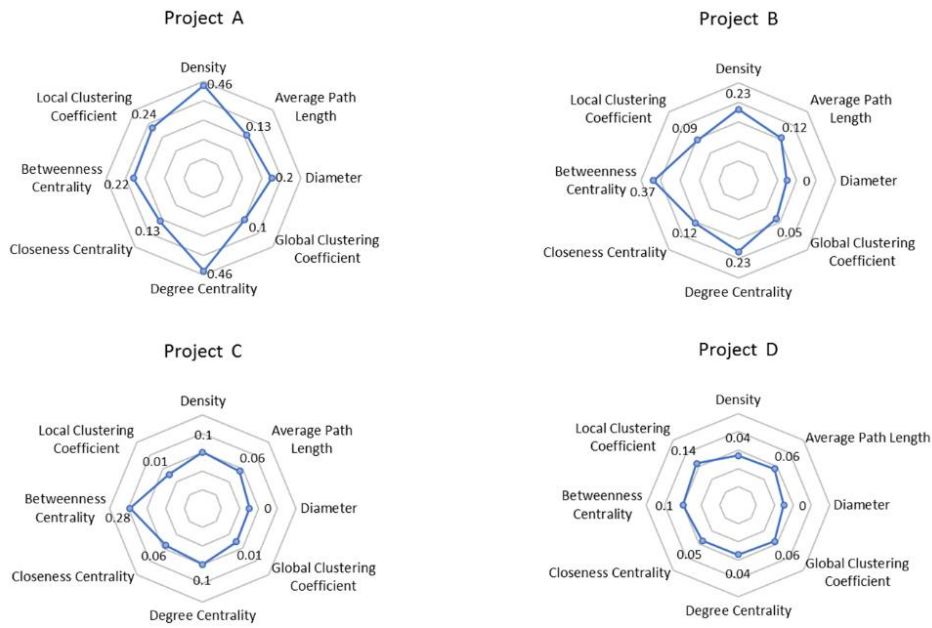 Project A
Density
0.46
Local Clustering
Coefficient
0.24
Average Path
Length
0.13
Betweenness
Centrality
0.22
0.2
Diameter
Closeness Centrality
0.13
0.1
Global Clustering
Coefficient
0.46
Degree Centrality
Project B
Density
0.23
Local Clustering
Coefficient
0.09
Average Path
Length
0.12
Betweenness
Centrality
0.37
0
Diameter
Closeness Centrality
0.12
0.05
Global Clustering
Coefficient
0.23
Degree Centrality
Project C
Density
0.1
Local Clustering
Coefficient
0.01
Average Path
Length
0.06
Betweenness
Centrality
0.28
0
Diameter
Closeness Centrality
0.06
0.01
Global Clustering
Coefficient
0.1
Degree Centrality
Project D
Density
0.04
Local Clustering
Coefficient
0.14
Average Path Length
0.06
Betweenness
Centrality
0.1
0
Diameter
Closeness Centrality
0.05
0.06
Global Clustering
Coefficient
0.04
Degree Centrality